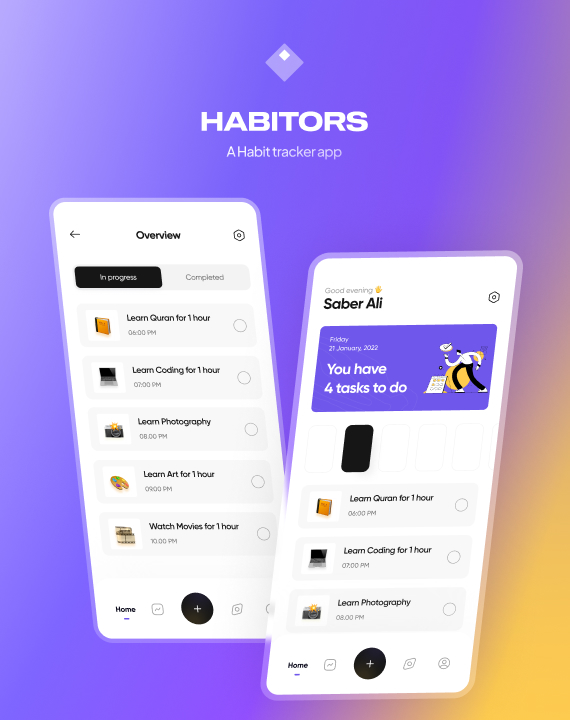 HABITORS
A Habit tracker app
Overview
In progress
Completed
Learn Quran for 1 hour
06:00 PM
Learn Coding for 1 hour
07:00 PM
Learn Photography
08.00 PM
Learn Art for 1 hour
09:00 PM
Watch Movies for 1 hour
10.00 PM
Home
Good evening
Saber Ali
Friday
21 January, 2022
You have
4 tasks to do
Learn Quran for 1 hour
06:00 PM
Learn Coding for 1 hour
07:00 PM
Learn Photography
08.00 PM
Home